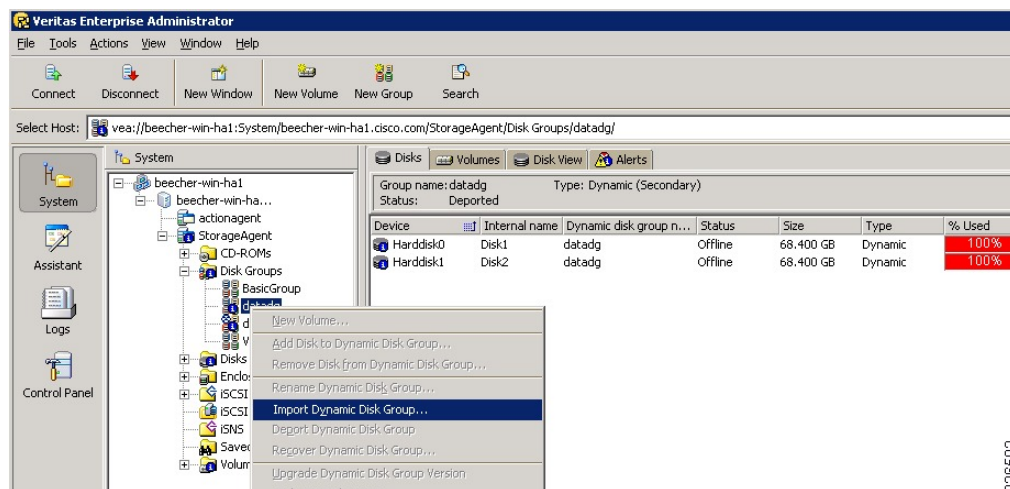 Veritas Enterprise Administrator
File Tools Actions View Window Help
Connect Disconnect New Window New Volume New Group Search
Select Host: vea://beecher-win-ha1:System/beecher-win-ha1.cisco.com/StorageAgent/Disk Groups/datadg/
System
Assistant
Logs
Control Panel
System
beecher-win-ha1
beecher-win-ha...
actionagent
StorageAgent
CD-ROMs
Disk Groups
BasicGroup
datadg
d
V
Disks
Enclo
iSCSI
iSCSI
iSNS
Saved
Volum
New Volume...
Add Disk to Dynamic Disk Group...
Remove Disk from Dynamic Disk Group...
Rename Dynamic Disk Group...
Import Dynamic Disk Group...
Deport Dynamic Disk Group
Recover Dynamic Disk Group...
Upgrade Dynamic Disk Group Version
Disks Volumes Disk View Alerts
Group name: datadg Type: Dynamic (Secondary)
Status: Deported
Device Internal name Dynamic disk group n... Status Size Type % Used
Harddisk0 Disk1 datadg Offline 68.400 GB Dynamic 100%
Harddisk1 Disk2 datadg Offline 68.400 GB Dynamic 100%